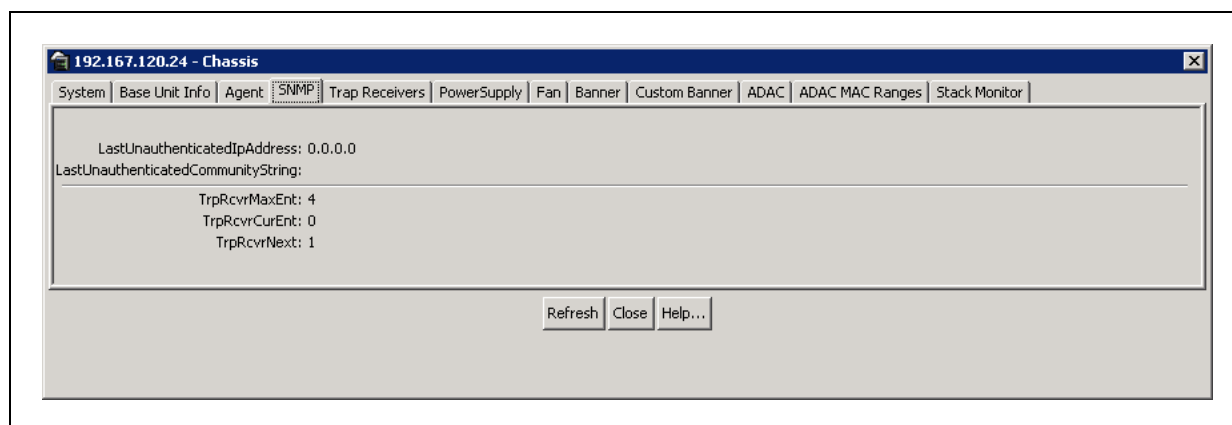 192.167.120.24 - Chassis
System Base Unit Info Agent SNMP Trap Receivers PowerSupply Fan Banner Custom Banner ADAC ADAC MAC Ranges Stack Monitor
LastUnauthenticatedIpAddress: 0.0.0.0
LastUnauthenticatedCommunityString:
TrpRcvrMaxEnt: 4
TrpRcvrCurEnt: 0
TrpRcvrNext: 1
Refresh Close Help...